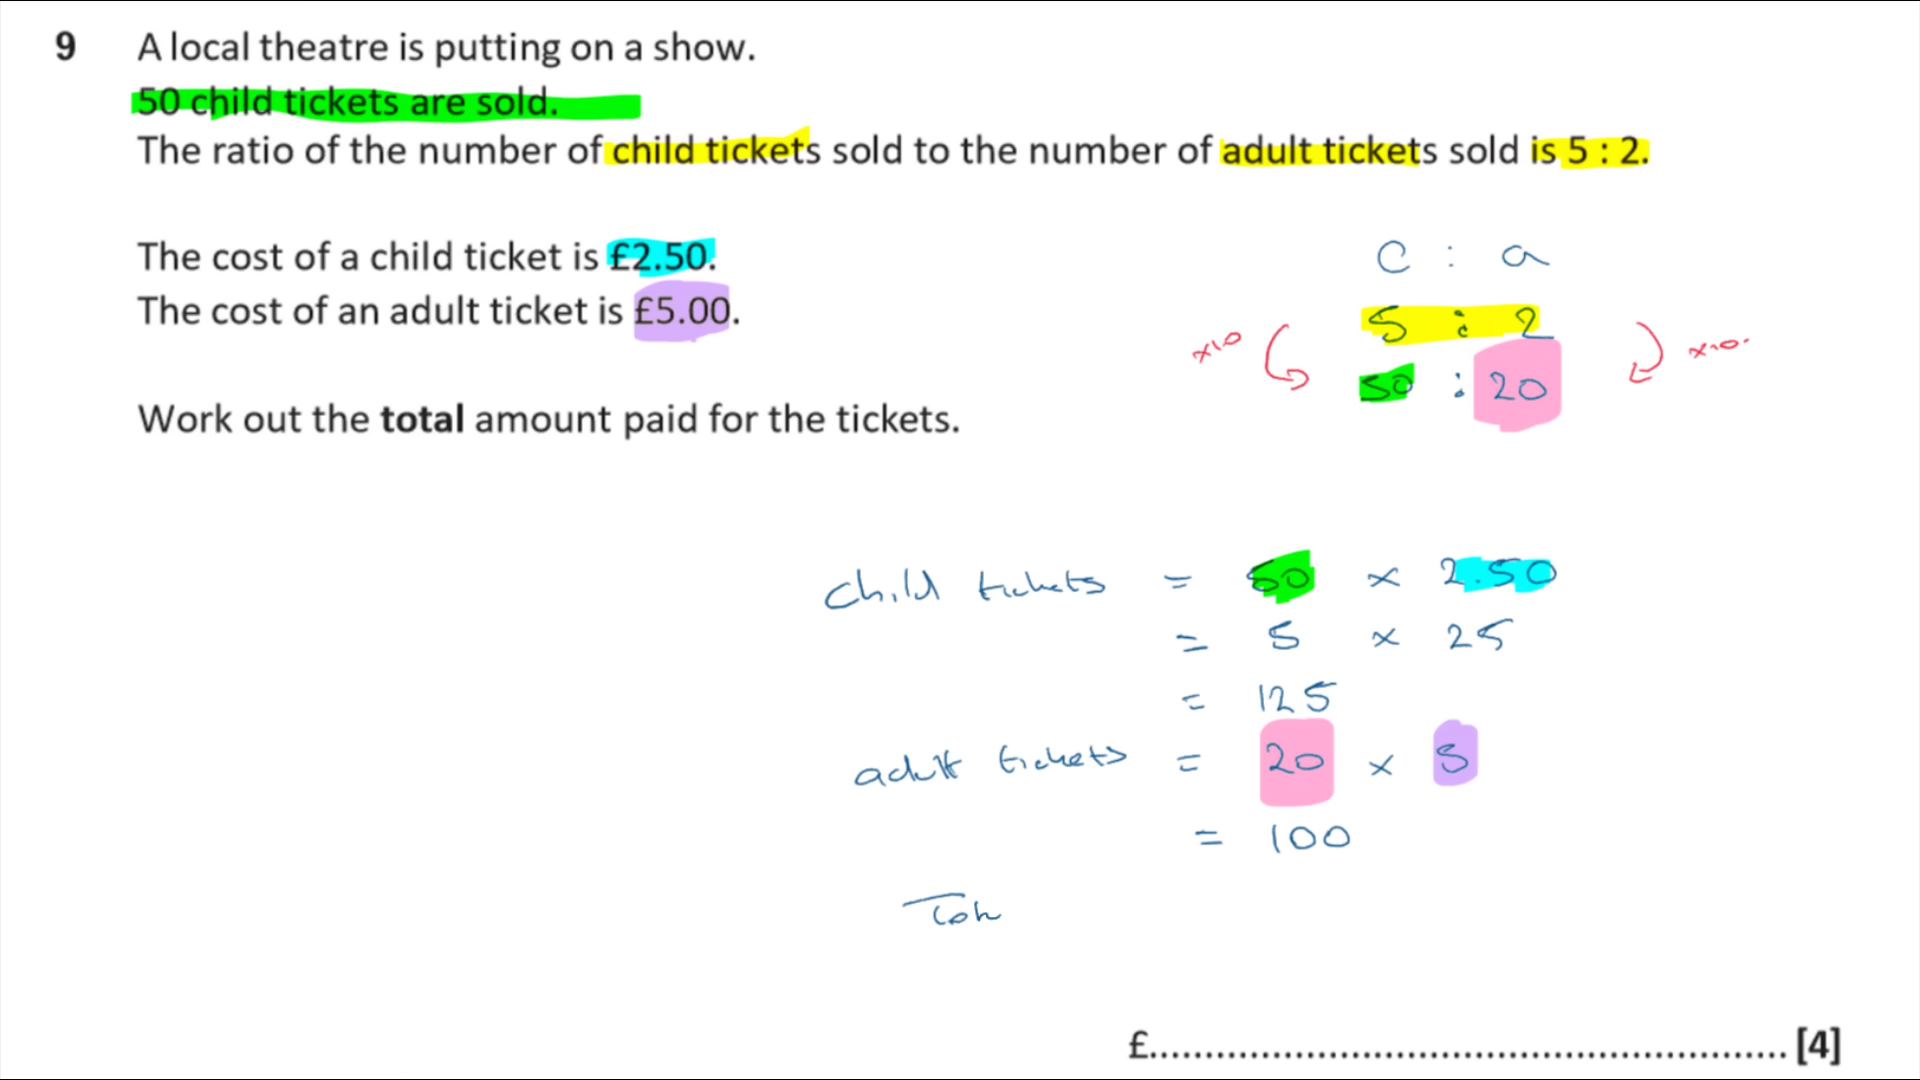 9 A local theatre is putting on a show.
50 child tickets are sold.
The ratio of the number of child tickets sold to the number of adult tickets sold is 5 : 2.
The cost of a child ticket is £2.50.
The cost of an adult ticket is £5.00.
Work out the total amount paid for the tickets.
c : a
5 : 2
×10 ×10.
50 : 20
child tickets = 50 × 2.50
= 5 × 25
= 125
adult tickets = 20 × 5
= 100
£.......................................................... [4]